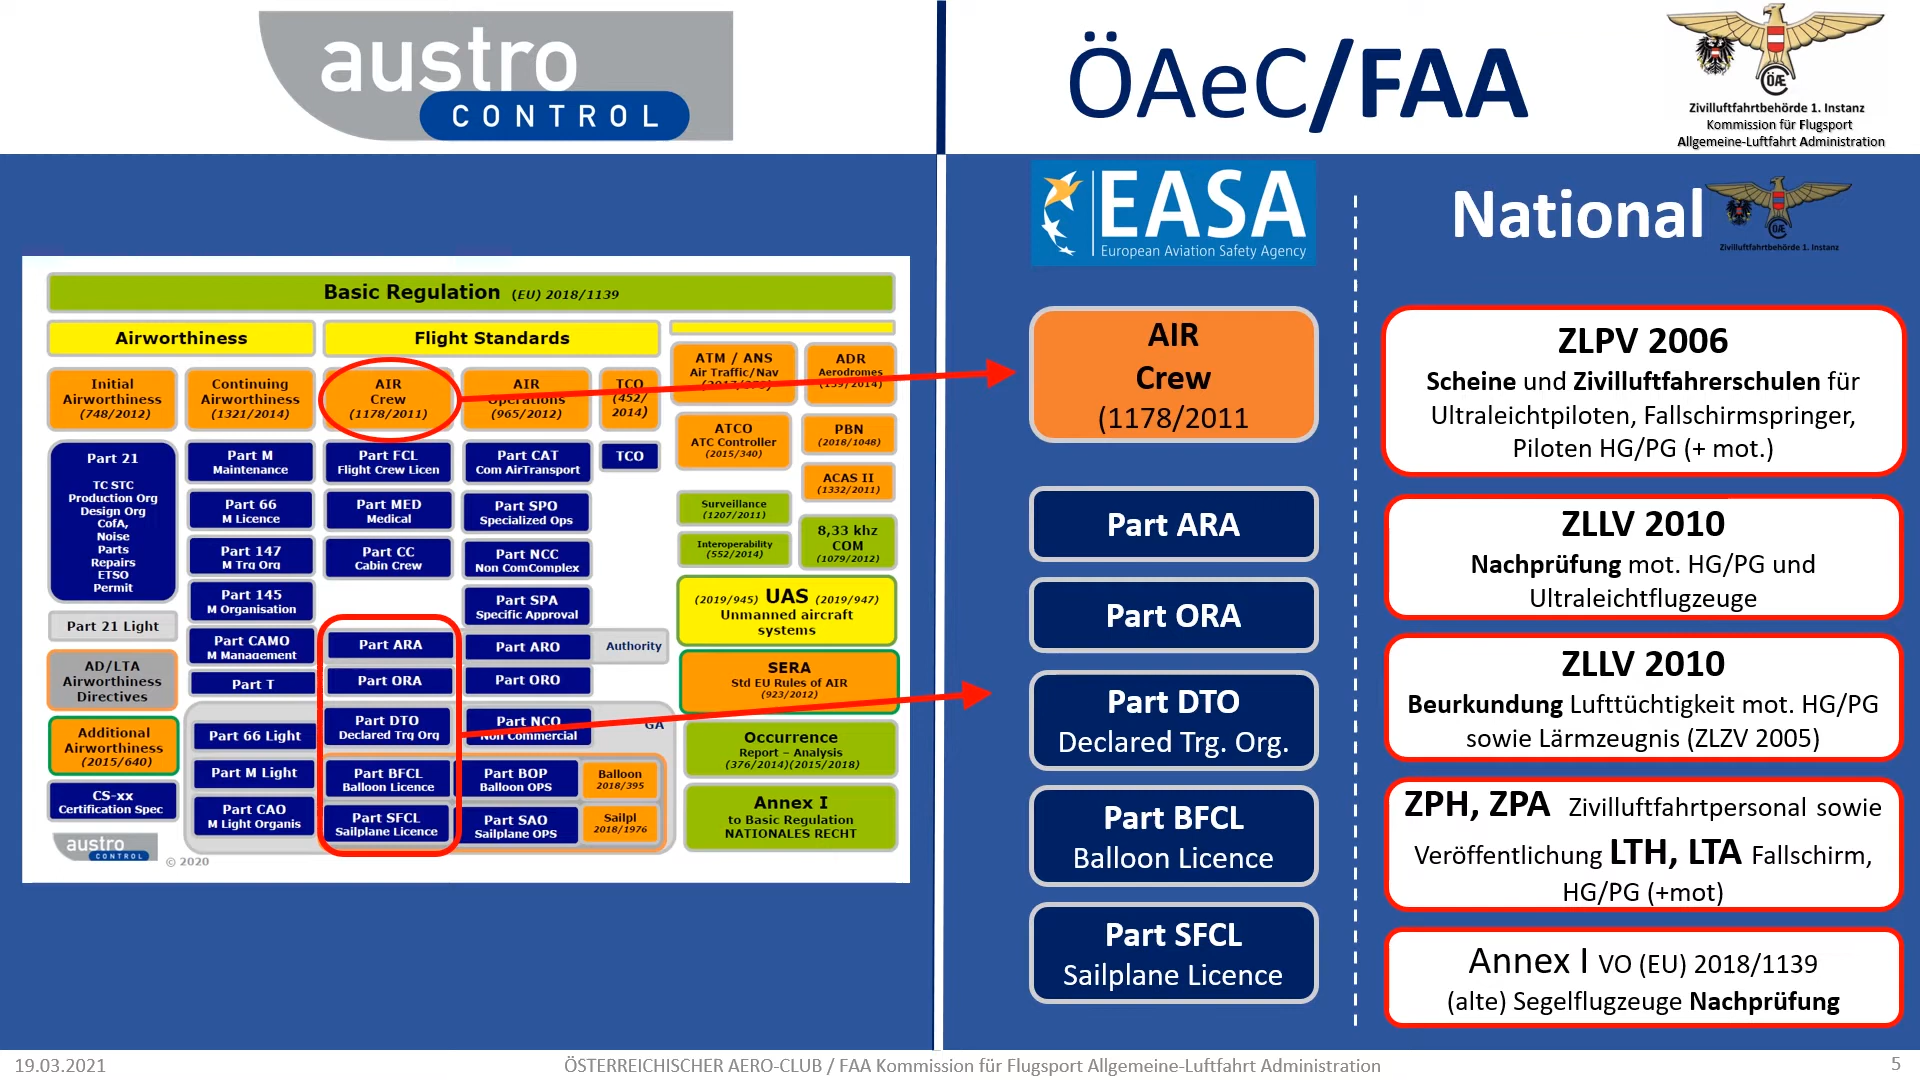 austro
CONTROL
ÖAeC/FAA
ÖÆC
Zivilluftfahrtbehörde 1. Instanz
Kommission für Flugsport
Allgemeine-Luftfahrt Administration
EASA
European Aviation Safety Agency
National
Zivilluftfahrtbehörde 1. Instanz
Basic Regulation (EU) 2018/1139
Airworthiness
Flight Standards
Initial
Airworthiness
(748/2012)
Continuing
Airworthiness
(1321/2014)
AIR
Crew
(1178/2011)
AIR
Operations
(965/2012)
TCO
(452/
2014)
ATM / ANS
Air Traffic/Nav
ADR
Aerodromes
(139/2014)
Part 21
TC STC
Production Org
Design Org
CofA,
Noise
Parts
Repairs
ETSO
Permit
Part 21 Light
AD/LTA
Airworthiness
Directives
Additional
Airworthiness
(2015/640)
CS-xx
Certification Spec
Part M
Maintenance
Part 66
M Licence
Part 147
M Trg Org
Part 145
M Organisation
Part CAMO
M Management
Part T
Part 66 Light
Part M Light
Part CAO
M Light Organis
Part FCL
Flight Crew Licen
Part MED
Medical
Part CC
Cabin Crew
Part ARA
Part ORA
Part DTO
Declared Trg Org
Part BFCL
Balloon Licence
Part SFCL
Sailplane Licence
Part CAT
Com AirTransport
Part SPO
Specialized Ops
Part NCC
Non ComComplex
Part SPA
Specific Approval
Part ARO
Authority
Part ORO
Part NCO
Non Commercial
GA
Part BOP
Balloon OPS
Balloon
2018/395
Part SAO
Sailplane OPS
Sailpl
2018/1976
TCO
ATCO
ATC Controller
(2015/340)
PBN
(2018/1048)
ACAS II
(1332/2011)
Surveillance
(1207/2011)
Interoperability
(552/2014)
8,33 khz
COM
(1079/2012)
(2019/945) UAS (2019/947)
Unmanned aircraft
systems
SERA
Std EU Rules of AIR
(923/2012)
Occurrence
Report – Analysis
(376/2014)(2015/2018)
Annex I
to Basic Regulation
NATIONALES RECHT
austro
CONTROL
© 2020
AIR
Crew
(1178/2011
Part ARA
Part ORA
Part DTO
Declared Trg. Org.
Part BFCL
Balloon Licence
Part SFCL
Sailplane Licence
ZLPV 2006
Scheine und Zivilluftfahrerschulen für
Ultraleichtpiloten, Fallschirmspringer,
Piloten HG/PG (+ mot.)
ZLLV 2010
Nachprüfung mot. HG/PG und
Ultraleichtflugzeuge
ZLLV 2010
Beurkundung Lufttüchtigkeit mot. HG/PG
sowie Lärmzeugnis (ZLZV 2005)
ZPH, ZPA Zivilluftfahrtpersonal sowie
Veröffentlichung LTH, LTA Fallschirm,
HG/PG (+mot)
Annex I VO (EU) 2018/1139
(alte) Segelflugzeuge Nachprüfung
19.03.2021
ÖSTERREICHISCHER AERO-CLUB / FAA Kommission für Flugsport Allgemeine-Luftfahrt Administration
5